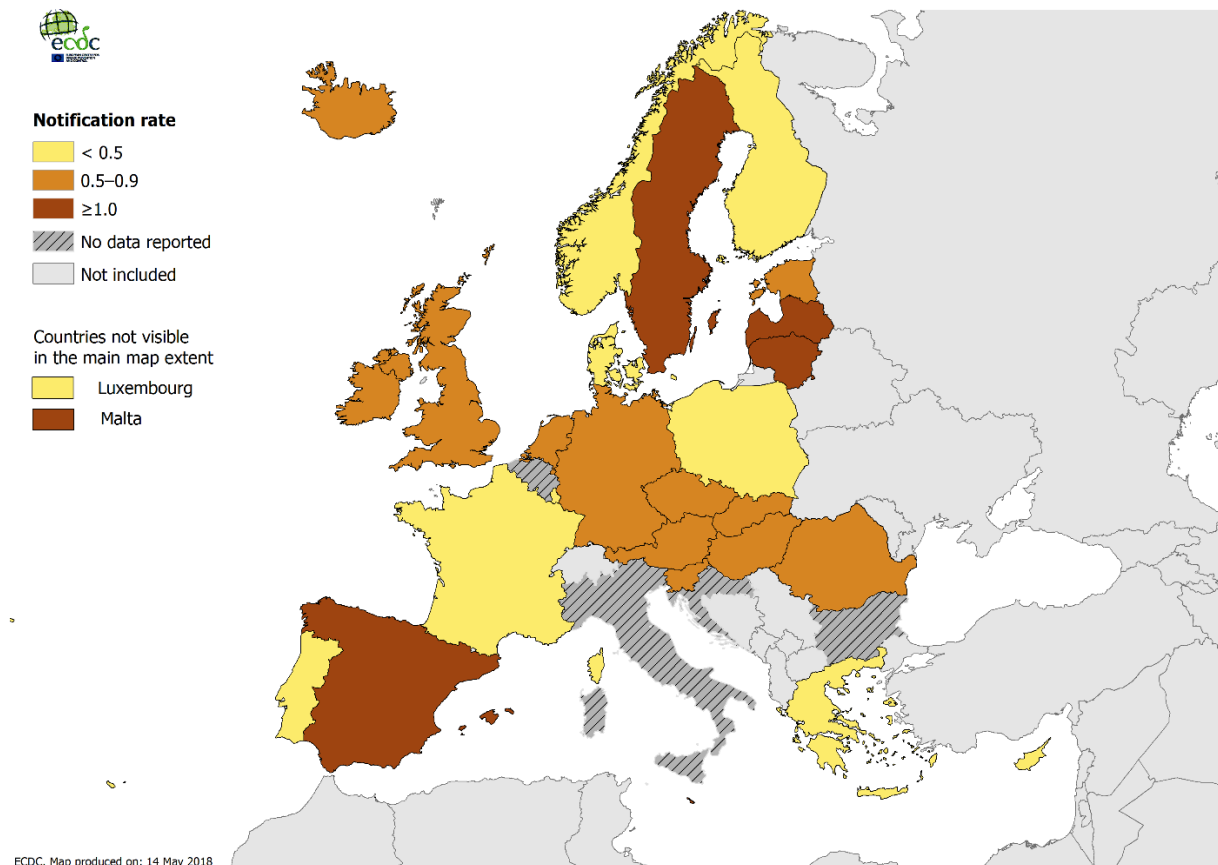 ecdc
Notification rate
< 0.5
0.5–0.9
≥1.0
No data reported
Not included
Countries not visible
in the main map extent
Luxembourg
Malta
ECDC. Map produced on: 14 May 2018